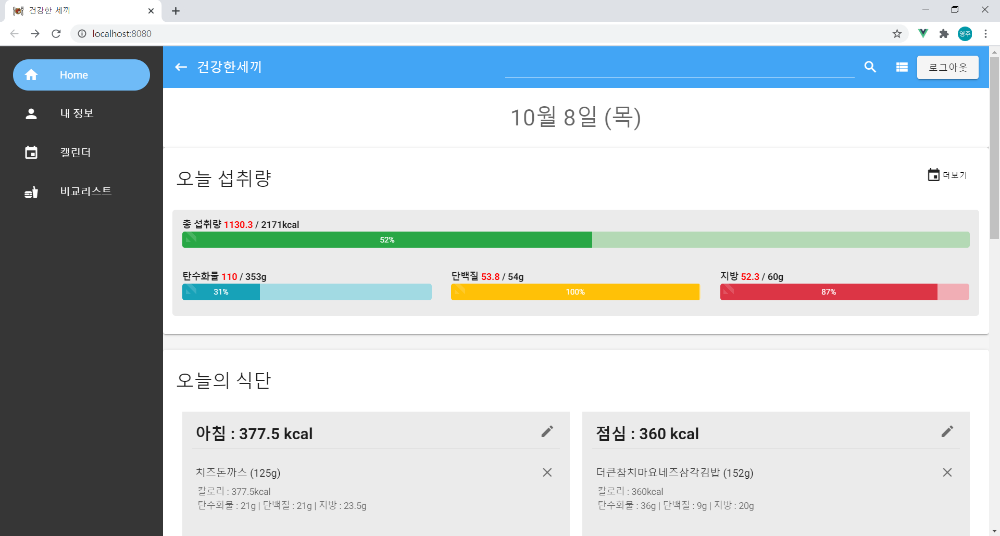 건강한 세끼
localhost:8080
영주
Home
내 정보
캘린더
비교리스트
건강한세끼
로그아웃
10월 8일 (목)
오늘 섭취량
더보기
총 섭취량 1130.3 / 2171kcal
52%
탄수화물 110 / 353g
31%
단백질 53.8 / 54g
100%
지방 52.3 / 60g
87%
오늘의 식단
아침 : 377.5 kcal
치즈돈까스 (125g)
칼로리 : 377.5kcal
탄수화물 : 21g | 단백질 : 21g | 지방 : 23.5g
점심 : 360 kcal
더큰참치마요네즈삼각김밥 (152g)
칼로리 : 360kcal
탄수화물 : 36g | 단백질 : 9g | 지방 : 20g